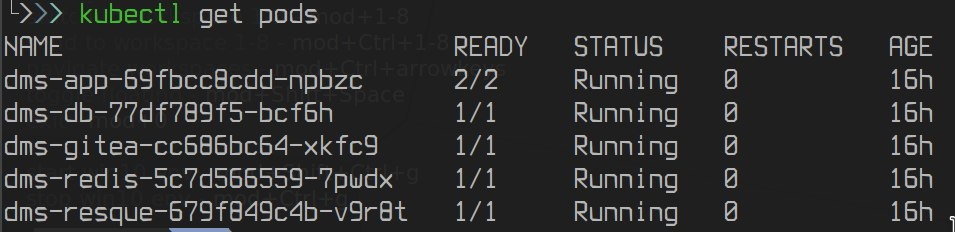 └>>> kubectl get pods
NAME READY STATUS RESTARTS AGE
dms-app-69fbcc8cdd-npbzc 2/2 Running 0 16h
dms-db-77df789f5-bcf6h 1/1 Running 0 16h
dms-gitea-cc686bc64-xkfc9 1/1 Running 0 16h
dms-redis-5c7d566559-7pwdx 1/1 Running 0 16h
dms-resque-679f849c4b-v9r8t 1/1 Running 0 16h